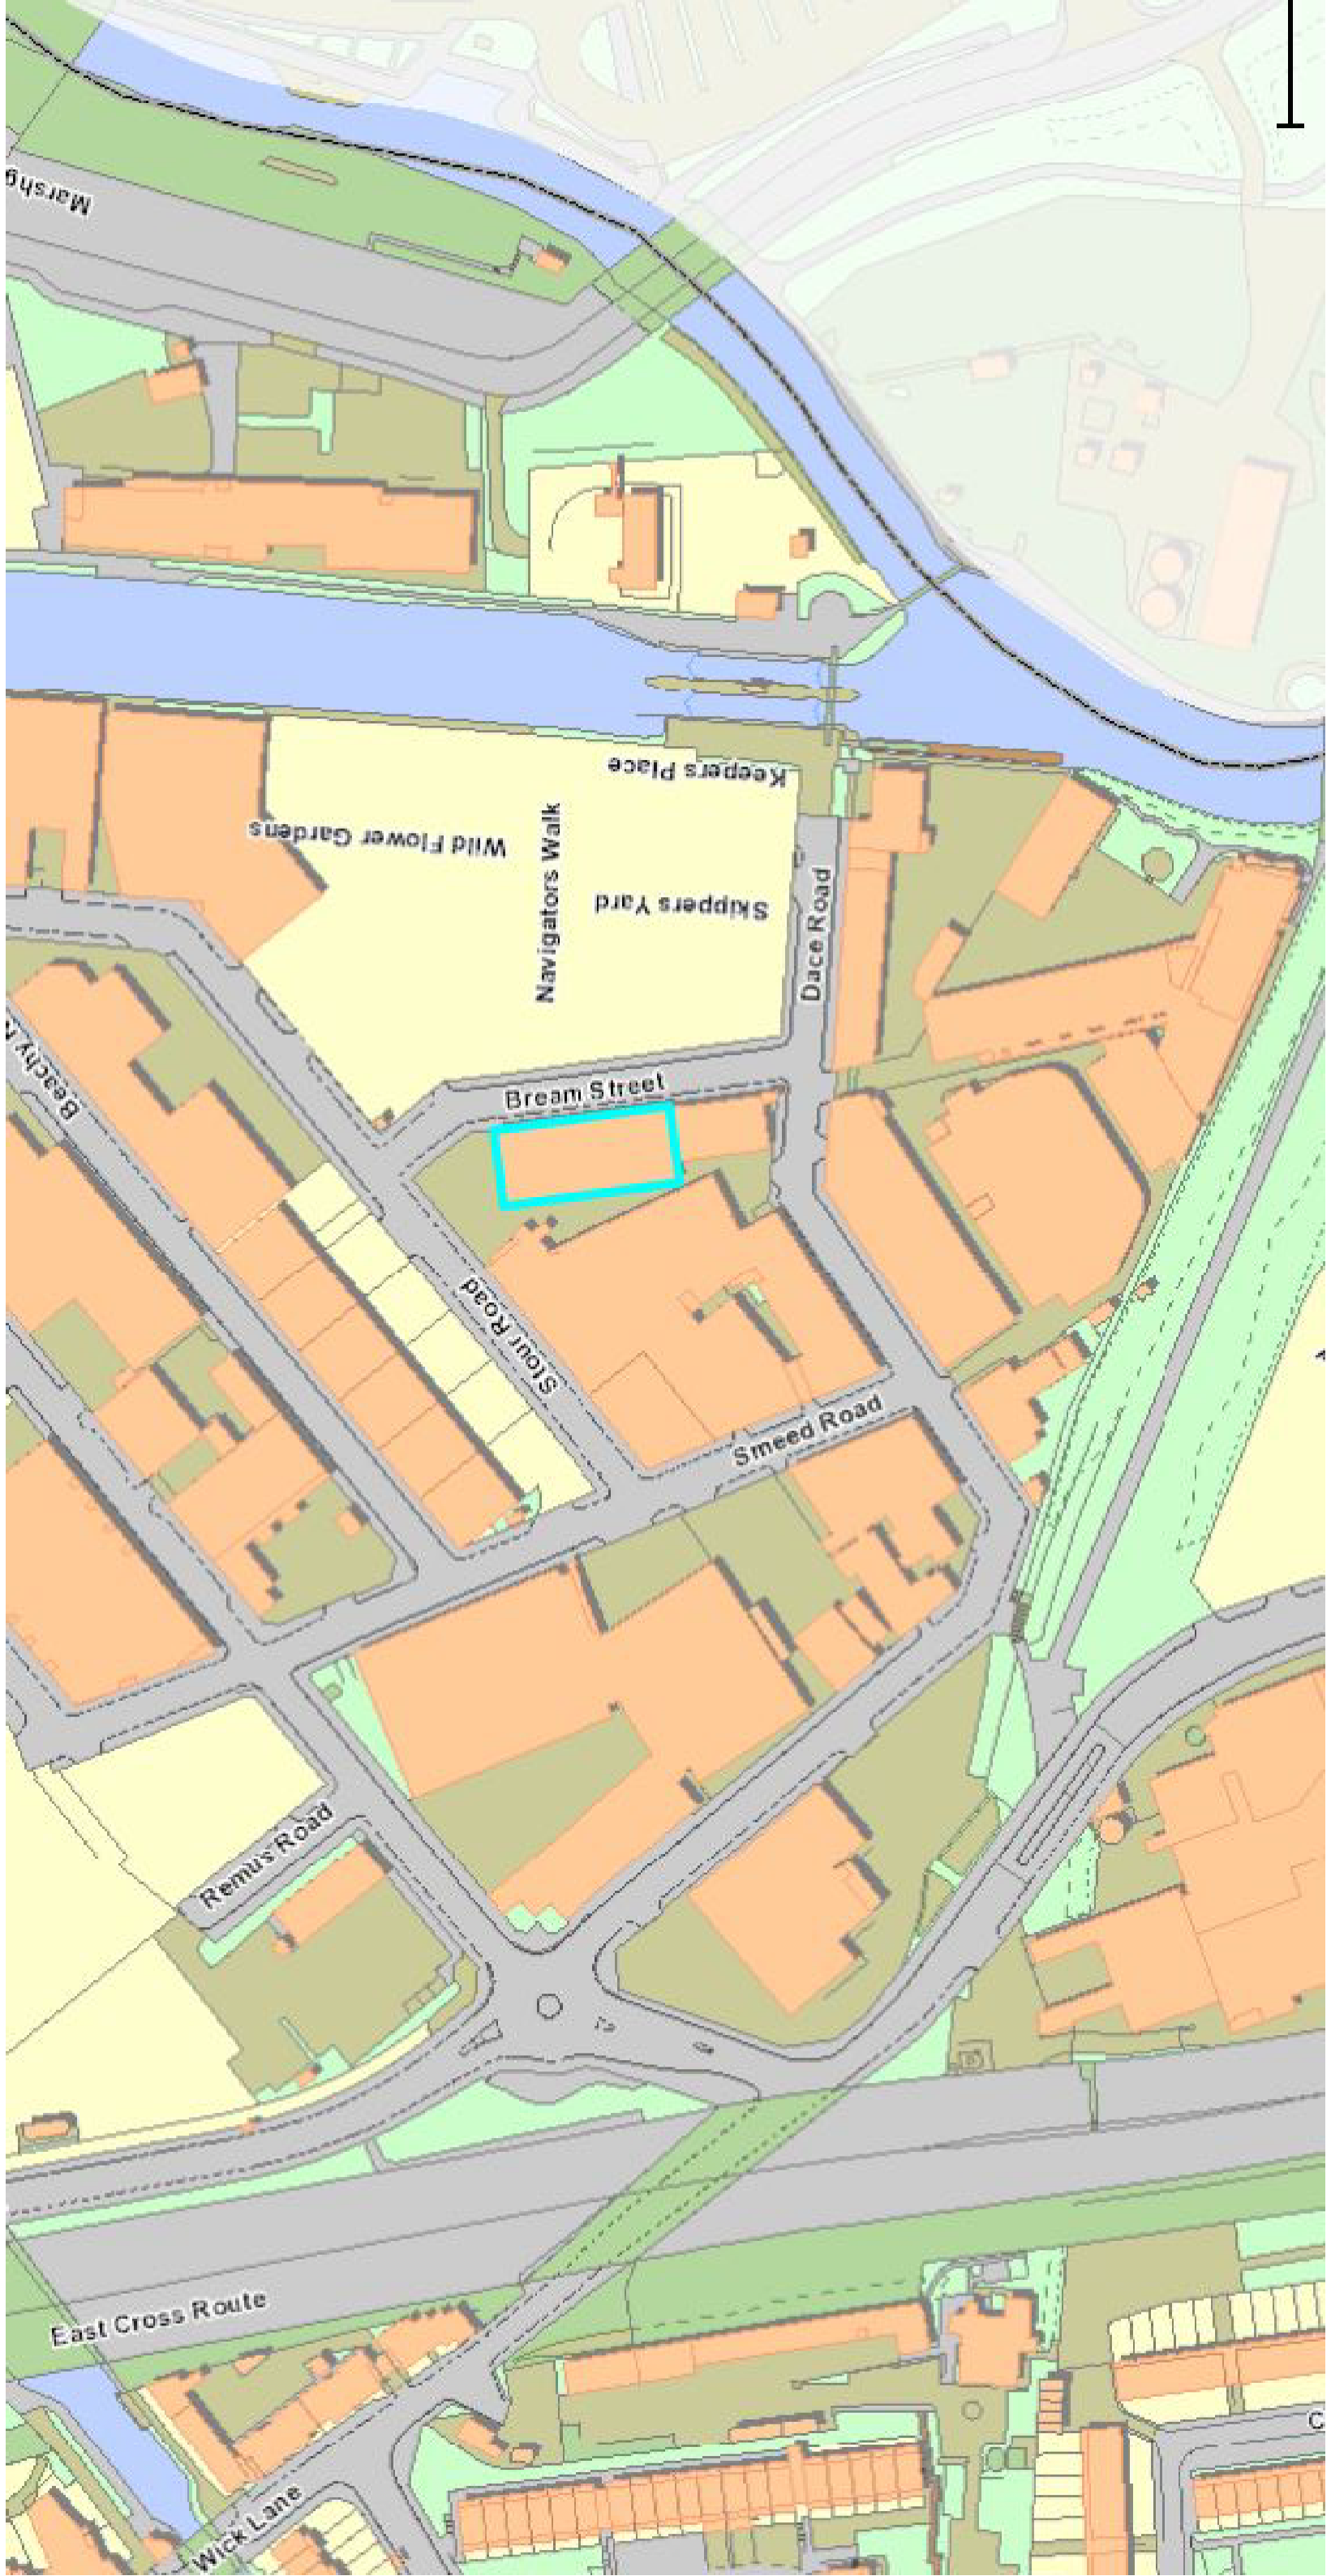 Marshg
Keepers Place
Wild Flower Gardens
Navigators Walk
Skippers Yard
Dace Road
Beachy
Bream Street
Stour Road
Smeed Road
Remus Road
East Cross Route
Wick Lane
C